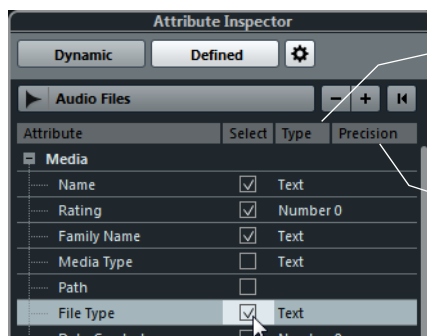 Attribute Inspector
Dynamic Defined
Audio Files - + 
Attribute Select Type Precision
Media
Name Text
Rating Number 0
Family Name Text
Media Type Text
Path
File Type Text